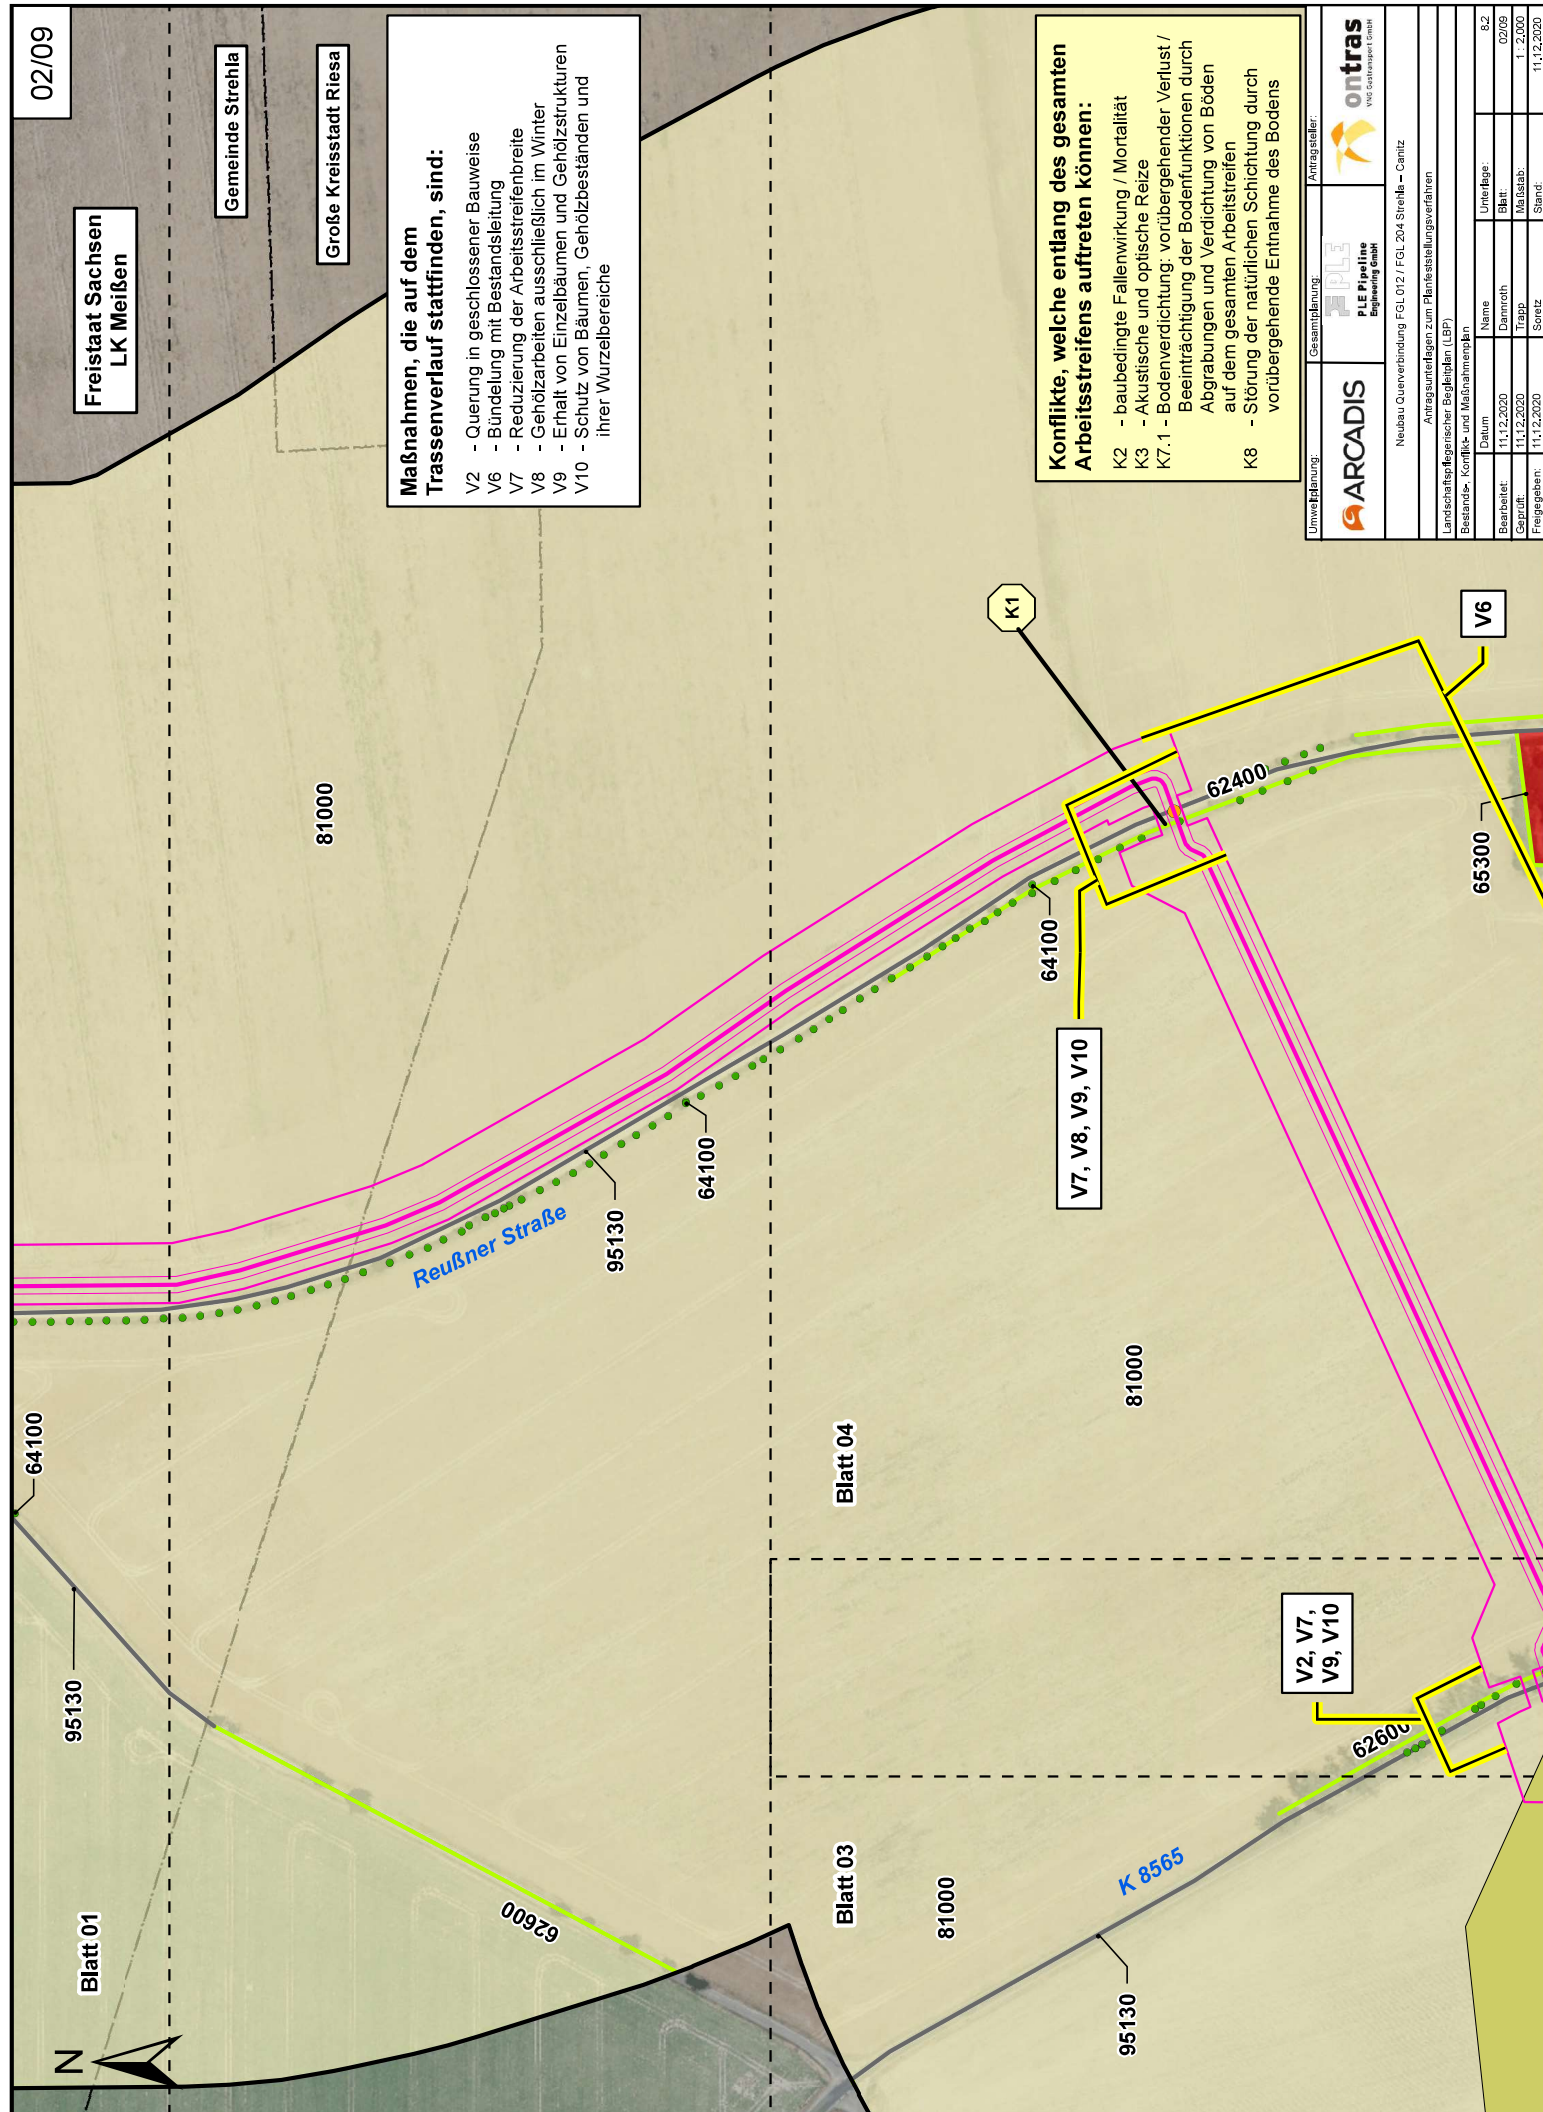 02/09
Freistat Sachsen
LK Meißen
Gemeinde Strehla
Große Kreisstadt Riesa
Maßnahmen, die auf dem
Trassenverlauf stattfinden, sind:
V2 - Querung in geschlossener Bauweise
V6 - Bündelung mit Bestandsleitung
V7 - Reduzierung der Arbeitsstreifenbreite
V8 - Gehölzarbeiten ausschließlich im Winter
V9 - Erhalt von Einzelbäumen und Gehölzstrukturen
V10 - Schutz von Bäumen, Gehölzbeständen und
ihrer Wurzelbereiche
Konflikte, welche entlang des gesamten
Arbeitsstreifens auftreten können:
K2 - baubedingte Fallenwirkung / Mortalität
K3 - Akustische und optische Reize
K7.1 - Bodenverdichtung: vorübergehender Verlust /
Beeinträchtigung der Bodenfunktionen durch
Abgrabungen und Verdichtung von Böden
auf dem gesamten Arbeitsstreifen
K8 - Störung der natürlichen Schichtung durch
vorübergehende Entnahme des Bodens
Umweltplanung:
Gesamtplanung:
Antragsteller:
ARCADIS
PLE
PLE Pipeline
Engineering GmbH
ontras
VNG Gastransport GmbH
Neubau Querverbindung FGL 012 / FGL 204 Strehla – Canitz
Antragsunterlagen zum Planfeststellungsverfahren
Landschaftspflegerischer Begleitplan (LBP)
Bestands-, Konflikt- und Maßnahmenplan
Datum Name Unterlage: 8.2
Bearbeitet: 11.12.2020 Dannroth Blatt: 02/09
Geprüft: 11.12.2020 Trapp Maßstab: 1 : 2.000
Freigegeben: 11.12.2020 Soretz Stand: 11.12.2020
N
Blatt 01
95130
64100
62600
81000
Reußner Straße
95130
64100
Blatt 03
81000
K 8565
95130
Blatt 04
81000
V7, V8, V9, V10
64100
K1
62400
V6
65300
V2, V7,
V9, V10
62600